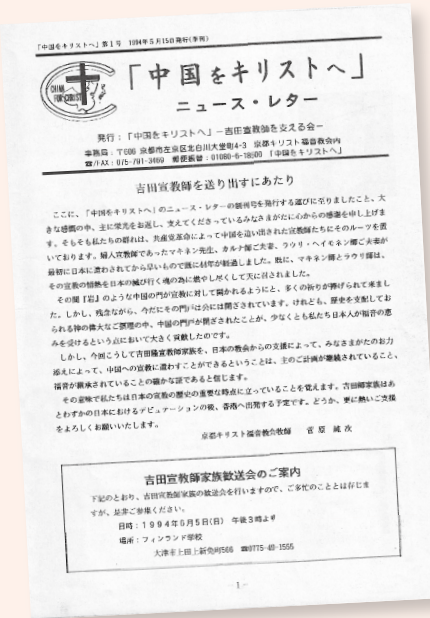 「中国をキリストへ」第1号 1994年5月15日発行(季刊)
CHINA
FOR CHRIST
「中国をキリストへ」
ニュース・レター
発行:「中国をキリストへ」-吉田宣教師を支える会-
事務局:〒606 京都市左京区北白川大堂町4-3 京都キリスト福音教会内
☎/FAX:075-791-3469 郵便振替:01080-6-18500 「中国をキリストへ」
吉田宣教師を送り出すにあたり
ここに、「中国をキリストへ」のニュース・レターの創刊号を発行する運びに至りましたこと、大
きな感慨の中、主に栄光をお返し、支えてくださっているみなさまがたに心からの感謝を申し上げま
す。そもそも私たちの群れは、共産党革命によって中国を追い出された宣教師たちにそのルーツを置
いております。婦人宣教師であったマキネン先生、カルナ師ご夫妻、ラウリ・ヘイモネン師ご夫妻が
最初に日本に遣わされてから早いもので既に44年が経過しました。既に、マキネン師とラウリ師は、
その宣教の情熱を日本の滅び行く魂の為に燃やし尽くして天に召されました。
その間『岩』のような中国の門が宣教に対して開かれるようにと、多くの祈りが捧げられて来まし
た。しかし、残念ながら、今だにその門戸は公には閉ざされています。けれども、歴史を支配してお
られる神の偉大なご摂理の中、中国の門戸が閉ざされたことが、少なくとも私たち日本人が福音の恵
みを受けるという点において大きく貢献したのです。
しかし、今回こうして吉田隆宣教師家族を、日本の教会からの支援によって、みなさまがたのお力
添えによって、中国への宣教に遣わすことができるということは、主のご計画が継続されていること、
福音が継承されていることの確かな証であると信じます。
その意味で私たちは日本の宣教の歴史の重要な時点に立っていることを覚えます。吉田師家族はあ
とわずかの日本におけるデピュテーションの後、香港へ出発する予定です。どうか、更に熱いご支援
をよろしくお願いいたします。
京都キリスト福音教会牧師 菅原 純次
吉田宣教師家族歓送会のご案内
下記のとおり、吉田宣教師家族の歓送会を行いますので、ご多忙のこととは存じま
すが、是非ご参集ください。
日時:1994年6月5日(日) 午後3時より
場所:フィンランド学校
大津市上田上新免町566 ☎0775-49-1555
-1-